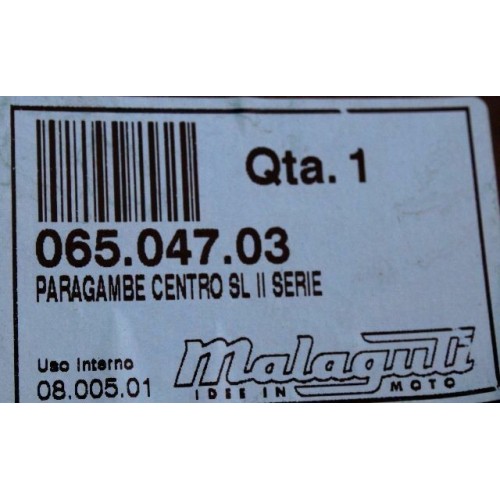 Qta. 1
065.047.03
PARAGAMBE CENTRO SL II SERIE
Uso Interno
08.005.01
Malaguti
IDEE IN MOTO